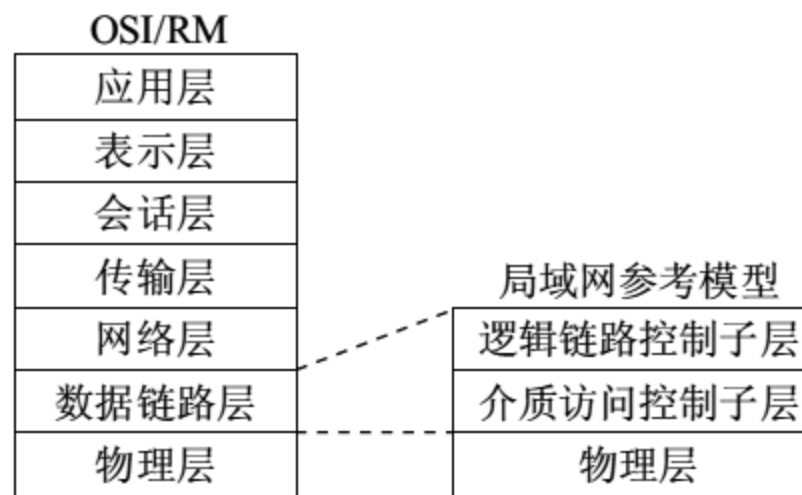 OSI/RM
应用层
表示层
会话层
传输层
网络层
数据链路层
物理层
局域网参考模型
逻辑链路控制子层
介质访问控制子层
物理层